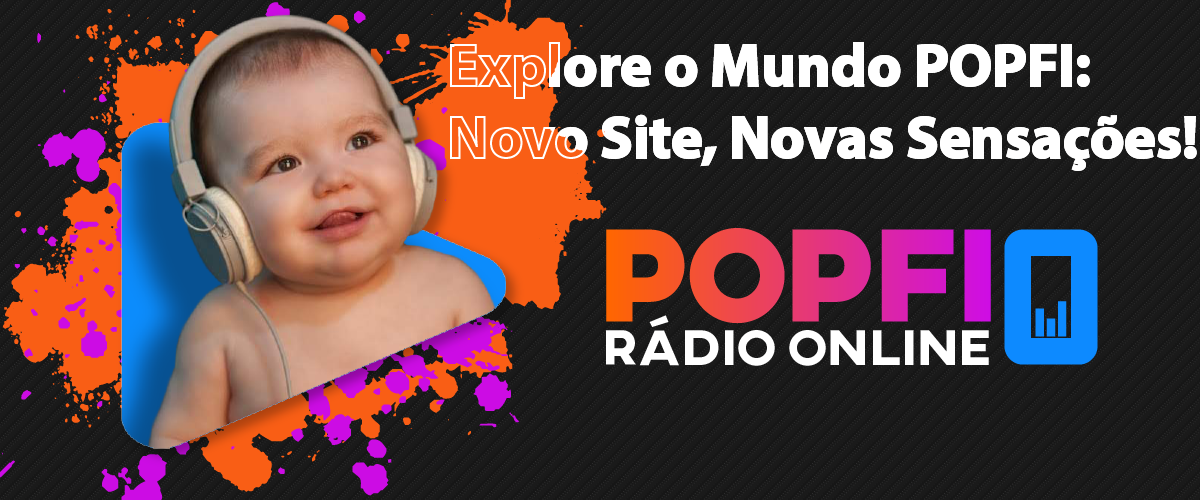 Explore o Mundo POPFI:
Novo Site, Novas Sensações!
POPFI
RÁDIO ONLINE